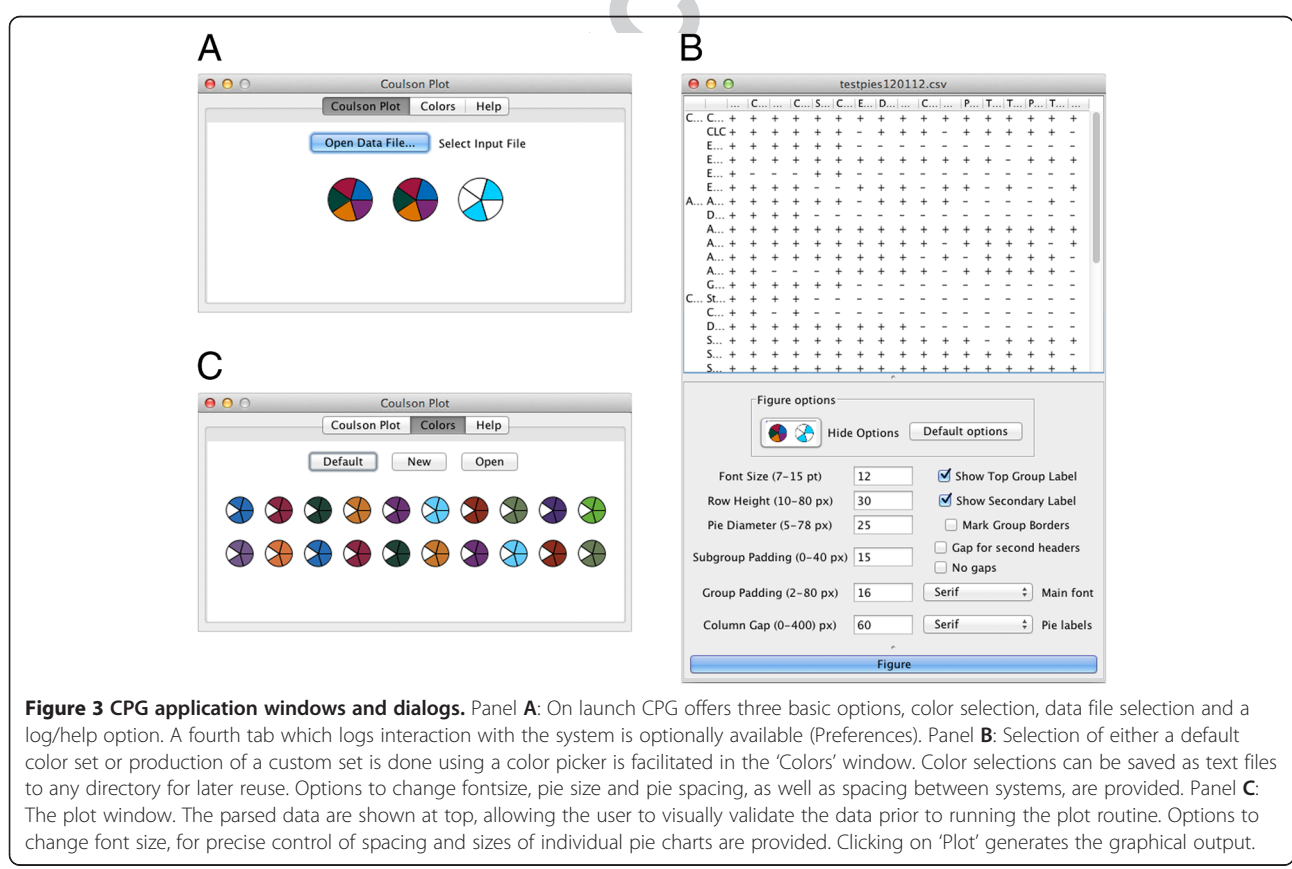 A
Coulson Plot
Coulson Plot Colors Help
Open Data File... Select Input File
B
testpies120112.csv
... C... ... C... S... C... E... D... ... C... ... P... T... T... P... T... ...
C... C... + + + + + + + + + + + + + + + + +
CLC + + + + + + - + + + - + + + + + -
E... + + + + + + - - - - - - - - - - -
E... + + + + + + + + + + + + + - + + +
E... + - - - + + - - - - - - - - - - -
E... + + + + - - + + + - + + - + - - +
A... A... + + + + + + + + + + + - - - - + -
D... + + + + - - - - - - - - - - - - -
A... + + + + + + + + + + + + + + + + +
A... + + + + + + + + + + - + + + + - +
A... + + + + + + + + + - + - + + + + -
A... + + - - - + + + + + - + + + + + -
G... + + + + + + - - - - - - - - - - -
C... St... + + + + - - - - - - - - - - - - -
C... + + - + - - - - - - - - - - - - -
D... + + + + + + + + + - - - - - - - -
S... + + + + + + + + + + + + - + + + +
S... + + + + + + + + + + + + + + + + -
S... + + + + + + + + + + + + + + + + +
Figure options
Hide Options Default options
Font Size (7-15 pt) 12 Show Top Group Label
Row Height (10-80 px) 30 Show Secondary Label
Pie Diameter (5-78 px) 25 Mark Group Borders
Subgroup Padding (0-40 px) 15 Gap for second headers
No gaps
Group Padding (2-80 px) 16 Serif Main font
Column Gap (0-400) px) 60 Serif Pie labels
Figure
C
Coulson Plot
Coulson Plot Colors Help
Default New Open
Figure 3 CPG application windows and dialogs. Panel A: On launch CPG offers three basic options, color selection, data file selection and a
log/help option. A fourth tab which logs interaction with the system is optionally available (Preferences). Panel B: Selection of either a default
color set or production of a custom set is done using a color picker is facilitated in the ‘Colors’ window. Color selections can be saved as text files
to any directory for later reuse. Options to change fontsize, pie size and pie spacing, as well as spacing between systems, are provided. Panel C:
The plot window. The parsed data are shown at top, allowing the user to visually validate the data prior to running the plot routine. Options to
change font size, for precise control of spacing and sizes of individual pie charts are provided. Clicking on ‘Plot’ generates the graphical output.